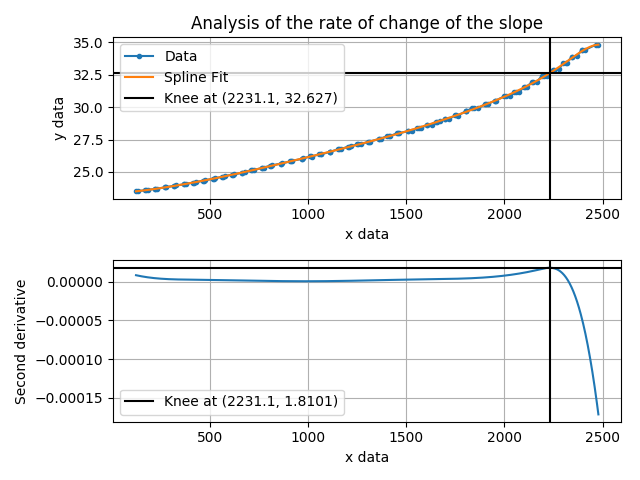 Analysis of the rate of change of the slope
35.0
32.5
30.0
27.5
25.0
y data
Data
Spline Fit
Knee at (2231.1, 32.627)
500
1000
1500
2000
2500
x data
0.00000
−0.00005
−0.00010
−0.00015
Second derivative
Knee at (2231.1, 1.8101)
500
1000
1500
2000
2500
x data